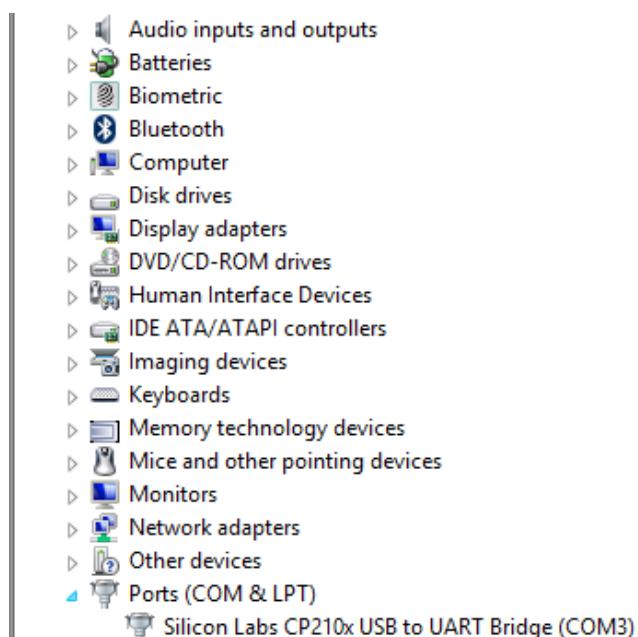 Audio inputs and outputs
Batteries
Biometric
Bluetooth
Computer
Disk drives
Display adapters
DVD/CD-ROM drives
Human Interface Devices
IDE ATA/ATAPI controllers
Imaging devices
Keyboards
Memory technology devices
Mice and other pointing devices
Monitors
Network adapters
Other devices
Ports (COM & LPT)
Silicon Labs CP210x USB to UART Bridge (COM3)